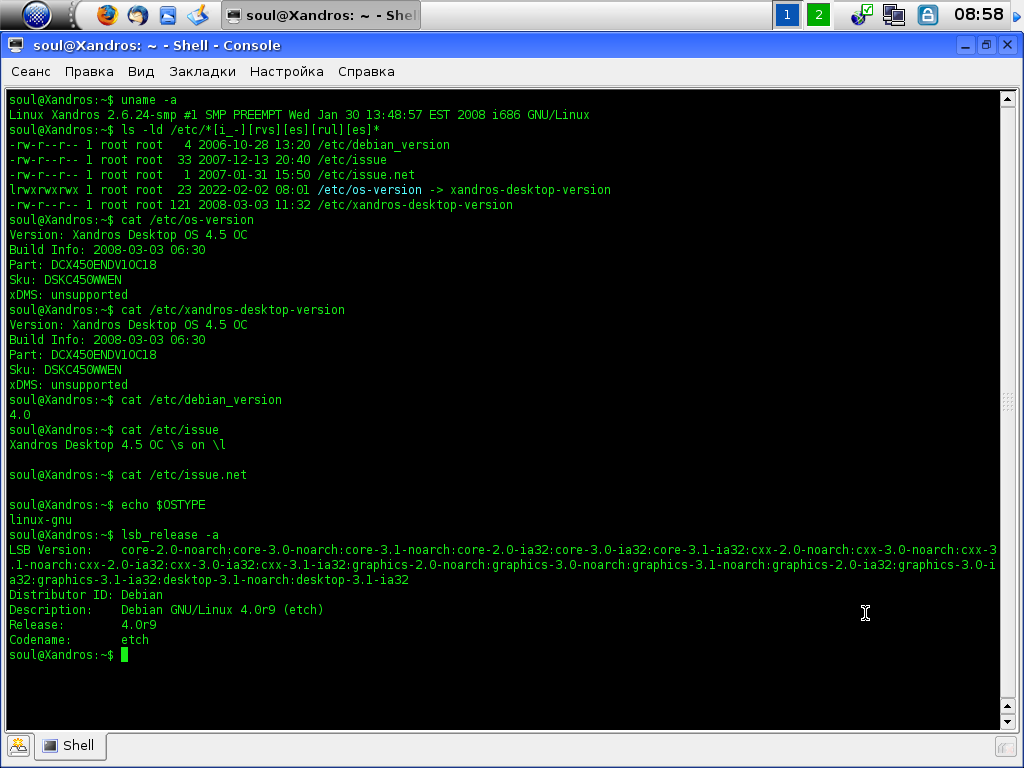 soul@Xandros: ~ - Shel
1
2
08:58
soul@Xandros: ~ - Shell - Console
Сеанс Правка Вид Закладки Настройка Справка
soul@Xandros:~$ uname -a
Linux Xandros 2.6.24-smp #1 SMP PREEMPT Wed Jan 30 13:48:57 EST 2008 i686 GNU/Linux
soul@Xandros:~$ ls -ld /etc/*[i_-][rvs][es][rul][es]*
-rw-r--r-- 1 root root   4 2006-10-28 13:20 /etc/debian_version
-rw-r--r-- 1 root root  33 2007-12-13 20:40 /etc/issue
-rw-r--r-- 1 root root   1 2007-01-31 15:50 /etc/issue.net
lrwxrwxrwx 1 root root  23 2022-02-02 08:01 /etc/os-version -> xandros-desktop-version
-rw-r--r-- 1 root root 121 2008-03-03 11:32 /etc/xandros-desktop-version
soul@Xandros:~$ cat /etc/os-version
Version: Xandros Desktop OS 4.5 OC
Build Info: 2008-03-03 06:30
Part: DCX450ENDV1OC18
Sku: DSKC450WWEN
xDMS: unsupported
soul@Xandros:~$ cat /etc/xandros-desktop-version
Version: Xandros Desktop OS 4.5 OC
Build Info: 2008-03-03 06:30
Part: DCX450ENDV1OC18
Sku: DSKC450WWEN
xDMS: unsupported
soul@Xandros:~$ cat /etc/debian_version
4.0
soul@Xandros:~$ cat /etc/issue
Xandros Desktop 4.5 OC \s on \l
soul@Xandros:~$ cat /etc/issue.net
soul@Xandros:~$ echo $OSTYPE
linux-gnu
soul@Xandros:~$ lsb_release -a
LSB Version:    core-2.0-noarch:core-3.0-noarch:core-3.1-noarch:core-2.0-ia32:core-3.0-ia32:core-3.1-ia32:cxx-2.0-noarch:cxx-3.0-noarch:cxx-3
.1-noarch:cxx-2.0-ia32:cxx-3.0-ia32:cxx-3.1-ia32:graphics-2.0-noarch:graphics-3.0-noarch:graphics-3.1-noarch:graphics-2.0-ia32:graphics-3.0-i
a32:graphics-3.1-ia32:desktop-3.1-noarch:desktop-3.1-ia32
Distributor ID: Debian
Description:    Debian GNU/Linux 4.0r9 (etch)
Release:        4.0r9
Codename:       etch
soul@Xandros:~$
Shell